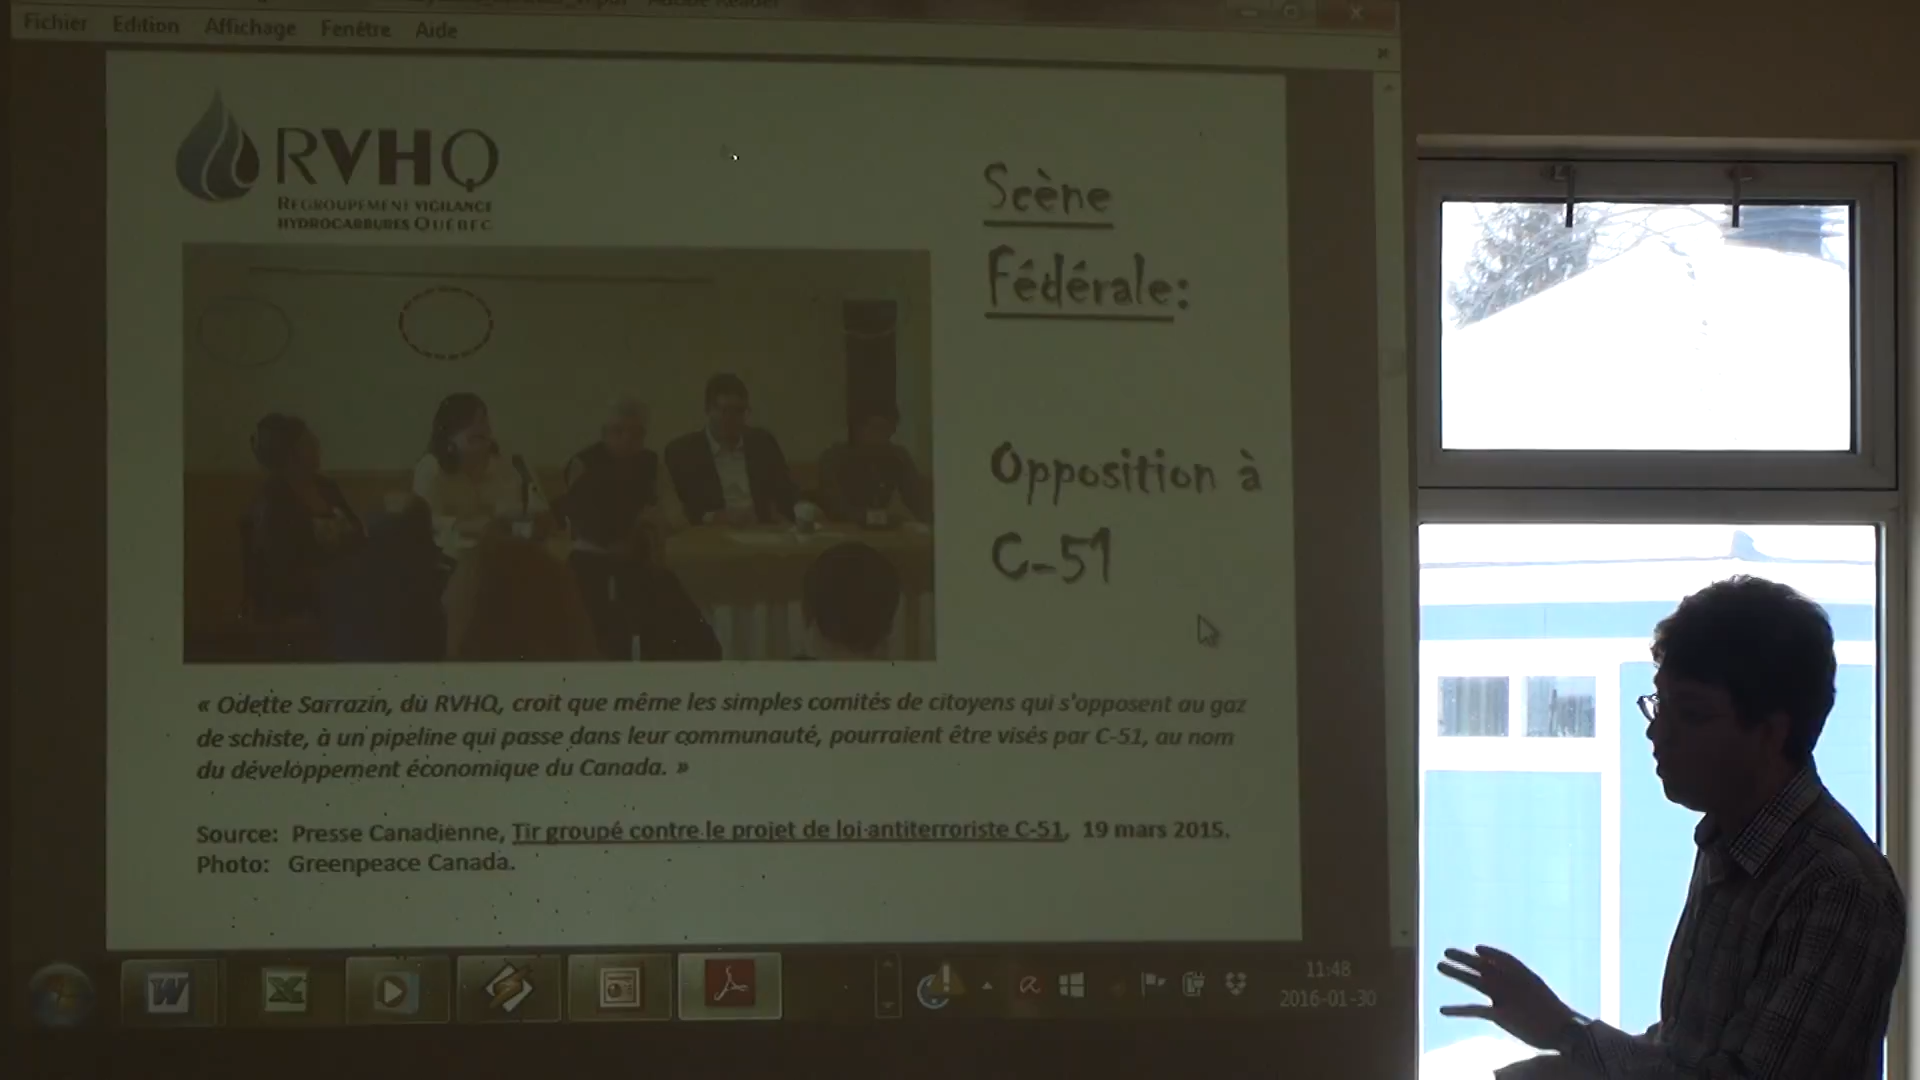 Fichier Edition Affichage Fenêtre Aide
RVHQ
REGROUPEMENT VIGILANCE
HYDROCARBURES QUÉBEC
Scène
Fédérale:
Opposition à
C-51
« Odette Sarrazin, du RVHQ, croit que même les simples comités de citoyens qui s'opposent au gaz
de schiste, à un pipeline qui passe dans leur communauté, pourraient être visés par C-51, au nom
du développement économique du Canada. »
Source: Presse Canadienne, Tir groupé contre le projet de loi antiterroriste C-51, 19 mars 2015.
Photo: Greenpeace Canada.
11:48
2016-01-30